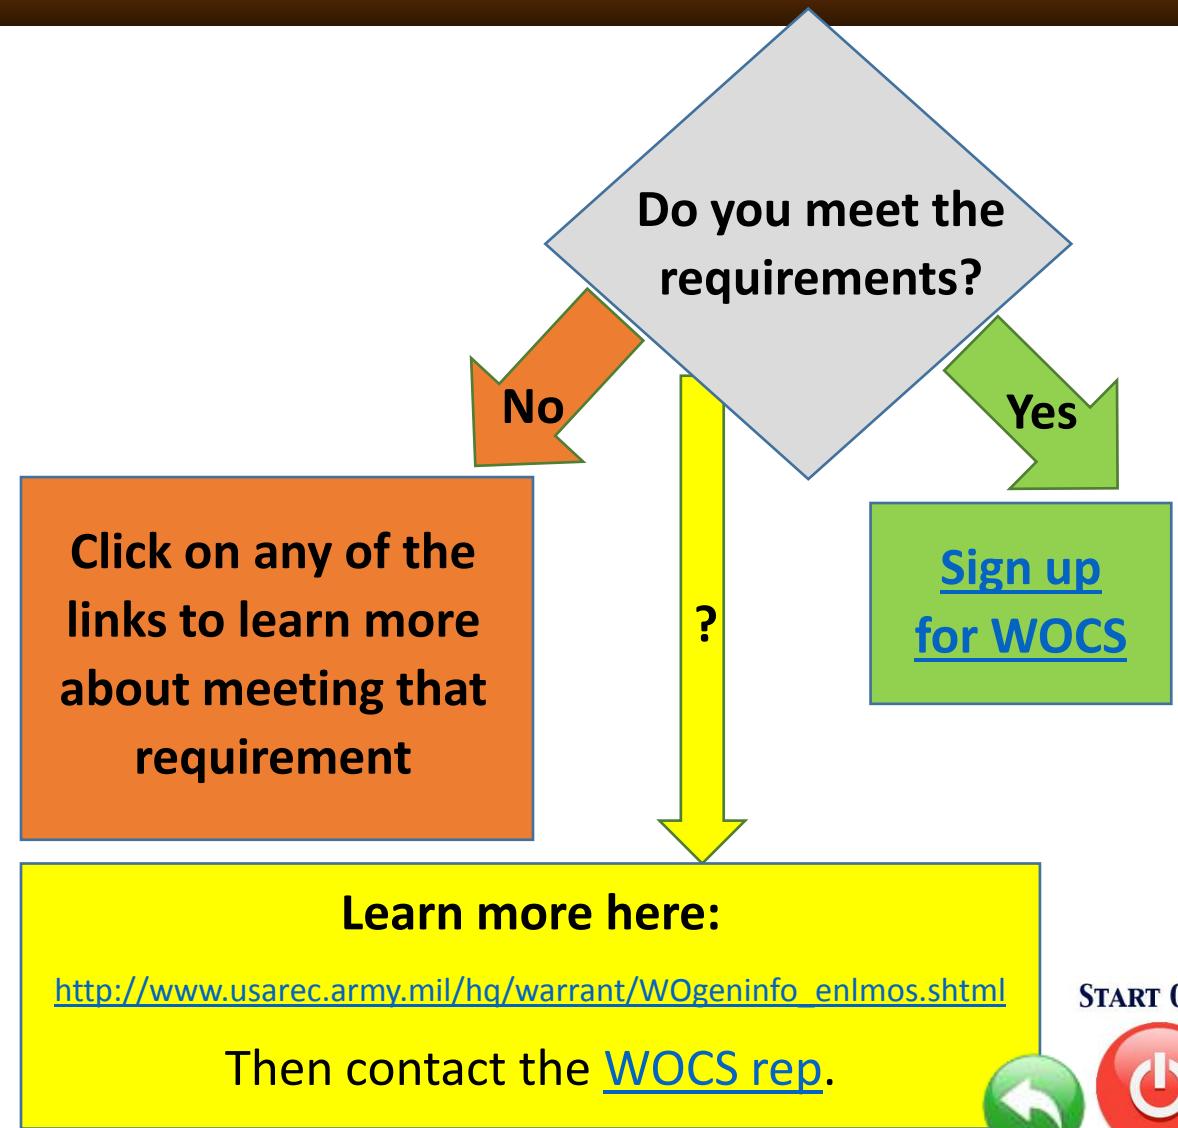 Do you meet the
requirements?
No
Yes
Click on any of the
links to learn more
about meeting that
requirement
?
Sign up
for WOCS
Learn more here:
http://www.usarec.army.mil/hq/warrant/WOgeninfo_enlmos.shtml
Then contact the WOCS rep.
START